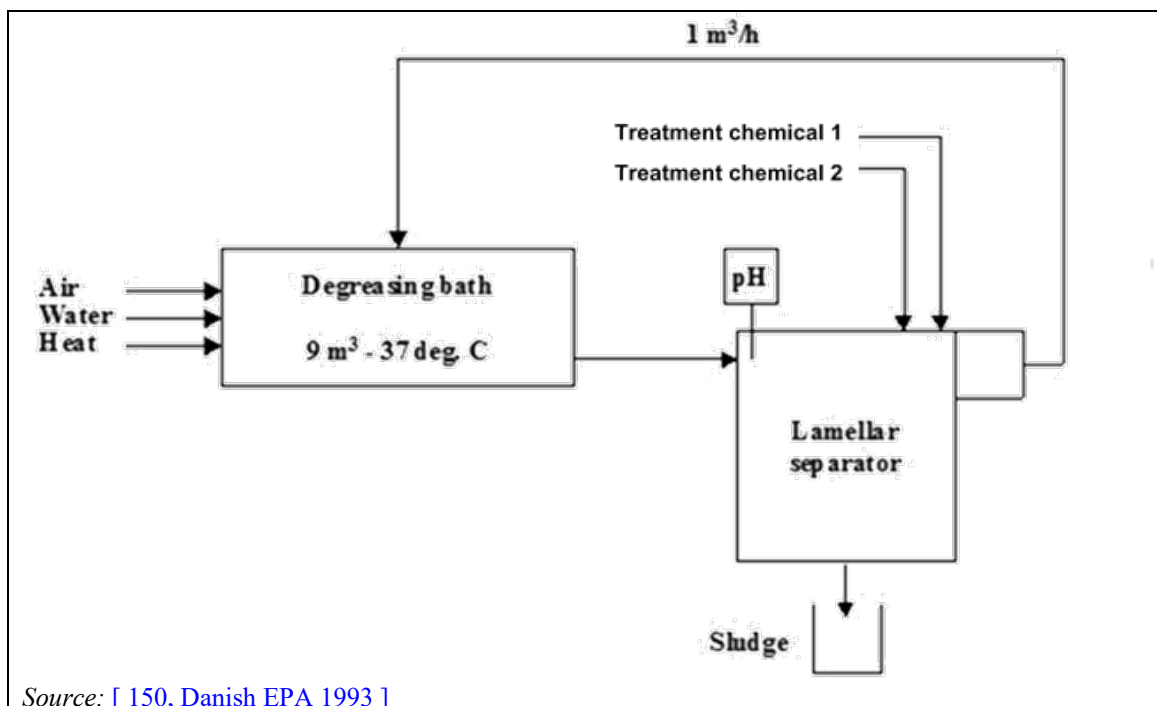 1 m³/h
Treatment chemical 1
Treatment chemical 2
Air
Water
Heat
Degreasing bath
9 m³ - 37 deg. C
pH
Lamellar
separator
Sludge
Source: [ 150, Danish EPA 1993 ]